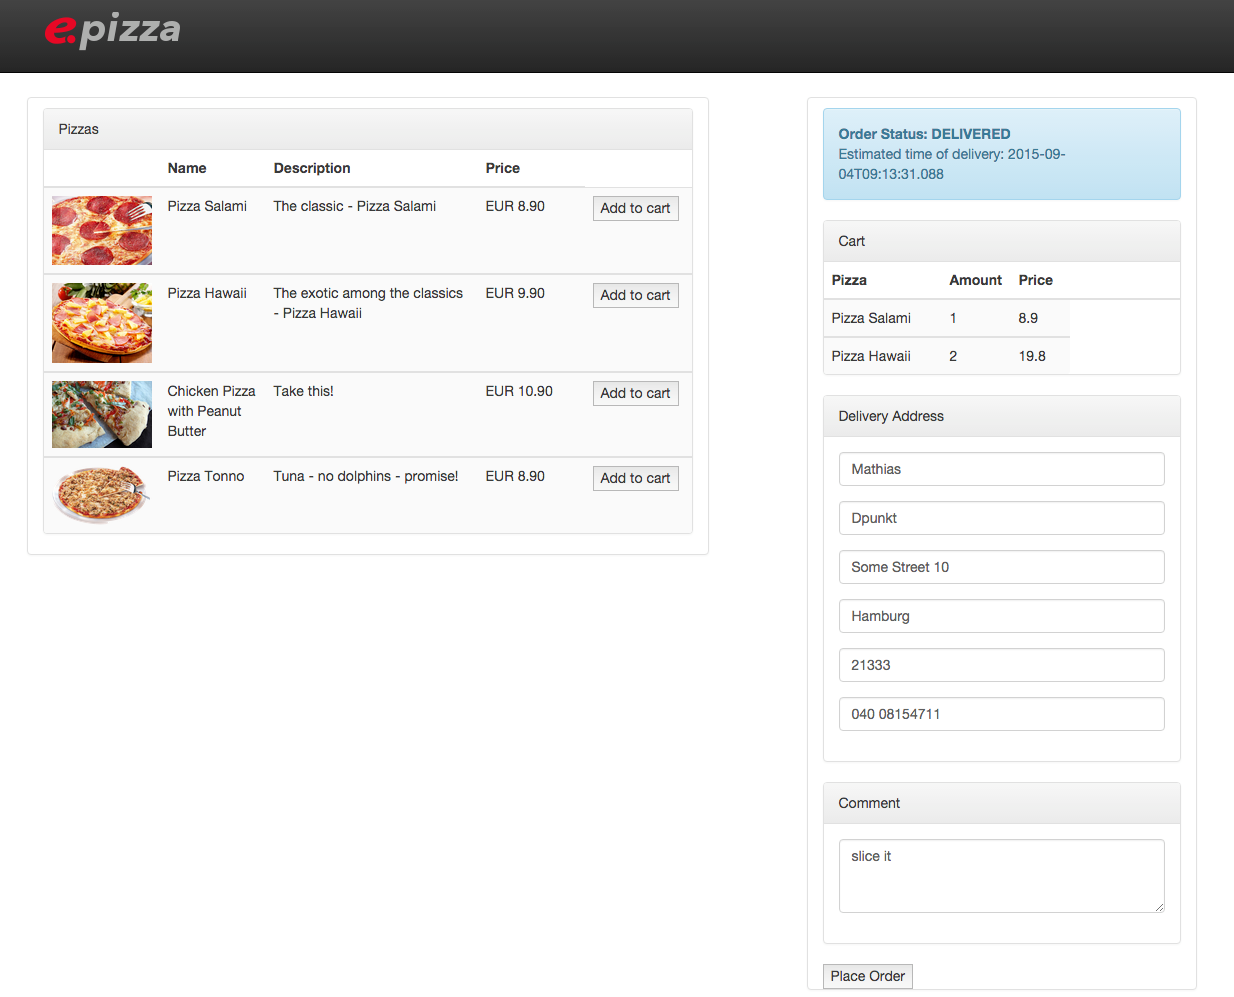 e.pizza
Pizzas
Name Description Price
Pizza Salami The classic - Pizza Salami EUR 8.90 Add to cart
Pizza Hawaii The exotic among the classics EUR 9.90 Add to cart
- Pizza Hawaii
Chicken Pizza Take this! EUR 10.90 Add to cart
with Peanut
Butter
Pizza Tonno Tuna - no dolphins - promise! EUR 8.90 Add to cart
Order Status: DELIVERED
Estimated time of delivery: 2015-09-
04T09:13:31.088
Cart
Pizza Amount Price
Pizza Salami 1 8.9
Pizza Hawaii 2 19.8
Delivery Address
Mathias
Dpunkt
Some Street 10
Hamburg
21333
040 08154711
Comment
slice it
Place Order